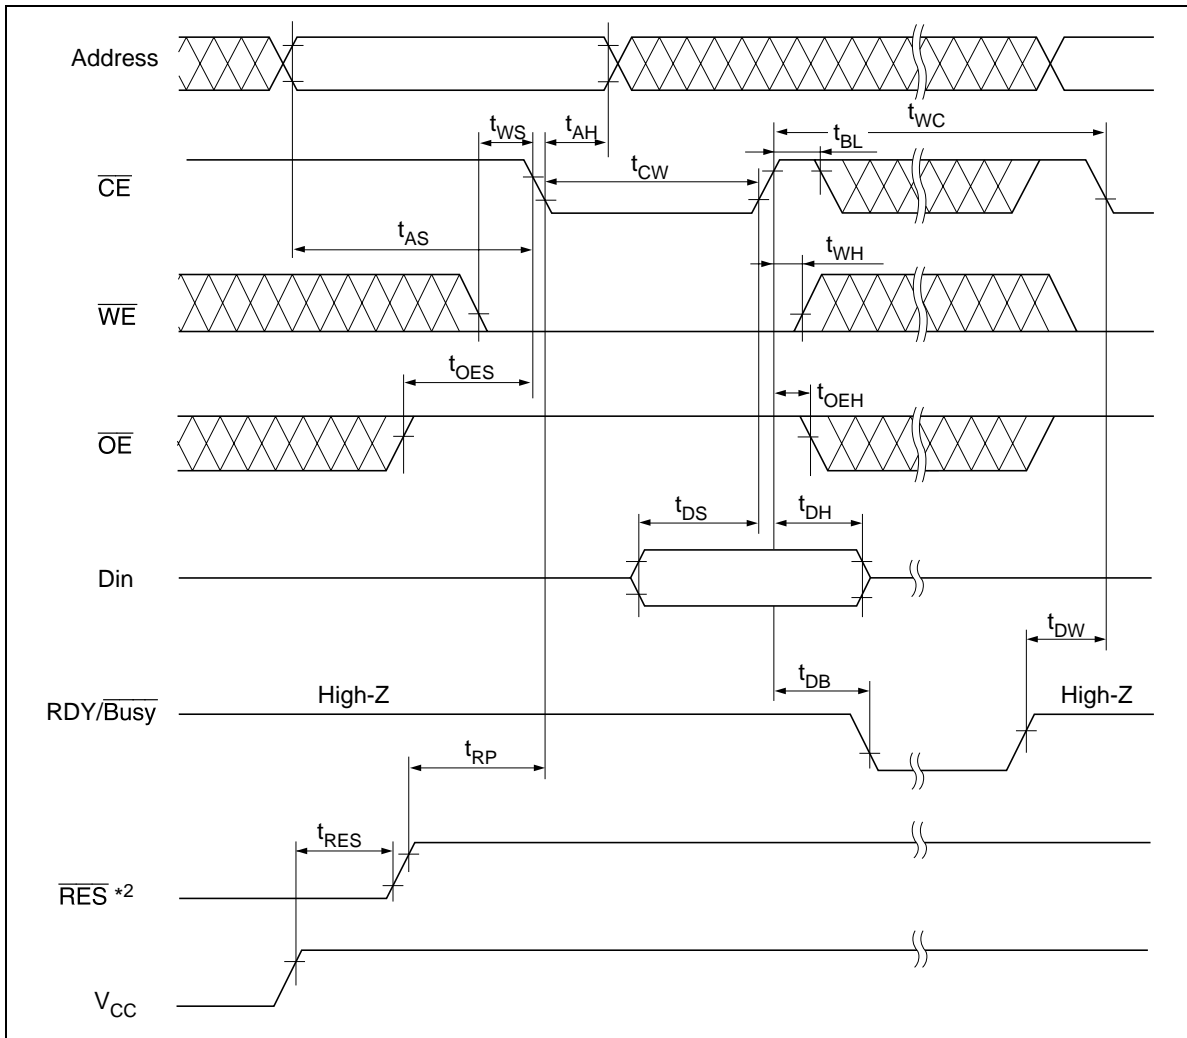 Address
tWC
tWS
tAH
tBL
CE
tCW
tAS
tWH
WE
tOES
tOEH
OE
tDS
tDH
Din
tDW
tDB
High-Z
High-Z
RDY/Busy
tRP
tRES
RES *2
VCC